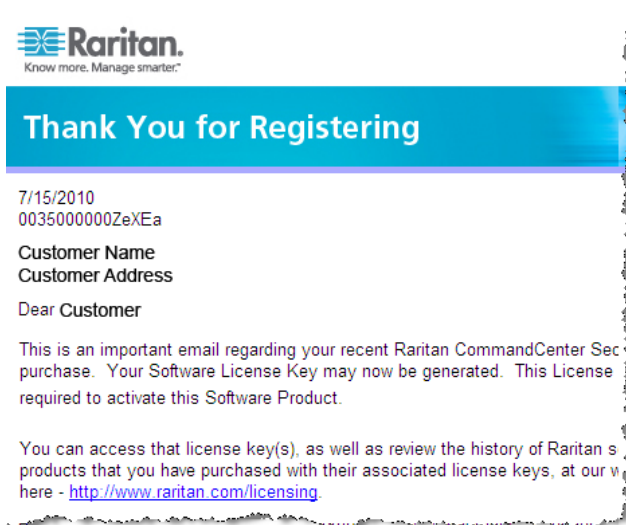 Raritan.
Know more. Manage smarter.™
Thank You for Registering
7/15/2010
0035000000ZeXEa
Customer Name
Customer Address
Dear Customer
This is an important email regarding your recent Raritan CommandCenter Sec
purchase. Your Software License Key may now be generated. This License
required to activate this Software Product.
You can access that license key(s), as well as review the history of Raritan s
products that you have purchased with their associated license keys, at our w
here - http://www.raritan.com/licensing.